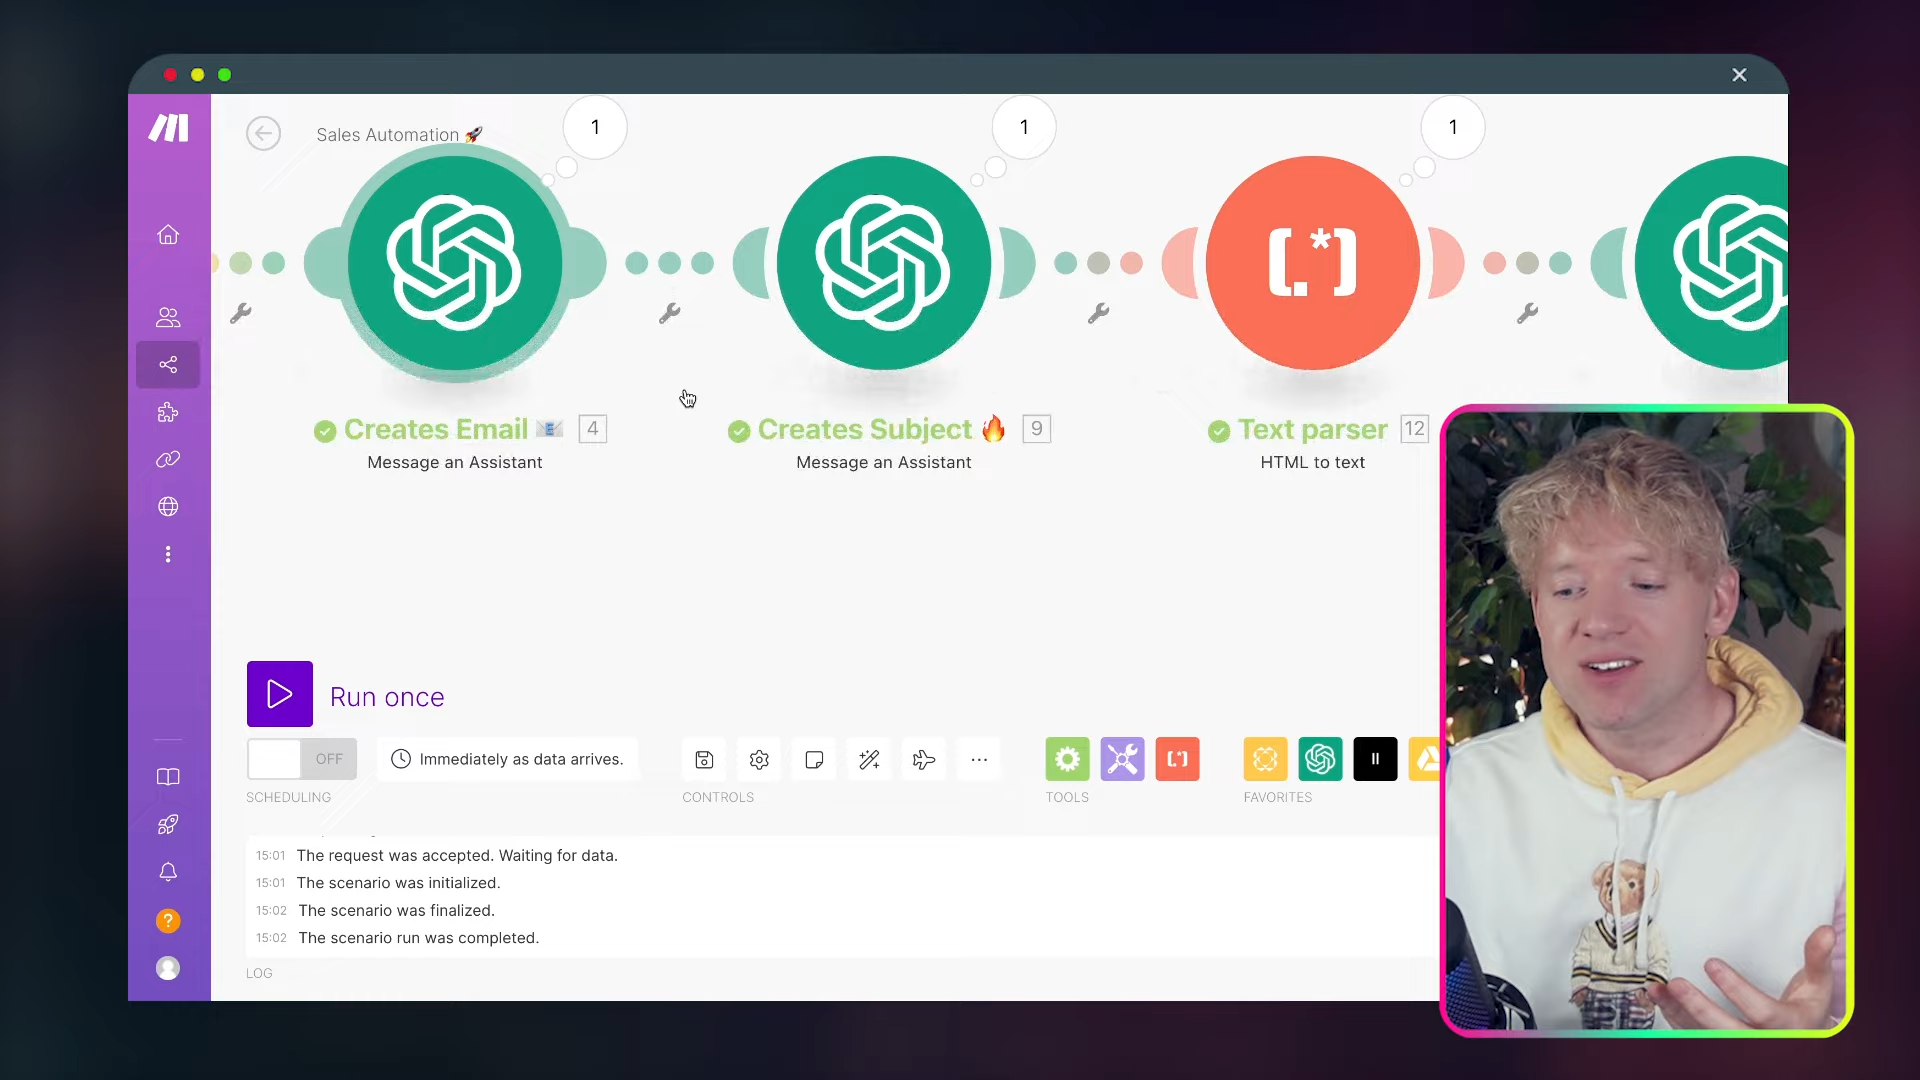 Sales Automation 🚀
1
1
1
[.*]
Creates Email 📧 4
Message an Assistant
Creates Subject 🔥 9
Message an Assistant
Text parser 12
HTML to text
Run once
OFF
Immediately as data arrives.
...
[.*]
SCHEDULING
CONTROLS
TOOLS
FAVORITES
15:01 The request was accepted. Waiting for data.
15:01 The scenario was initialized.
15:02 The scenario was finalized.
15:02 The scenario run was completed.
LOG
?